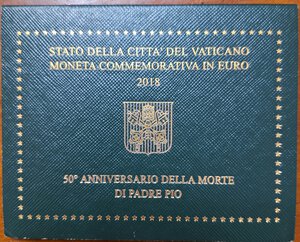 STATO DELLA CITTA' DEL VATICANO
MONETA COMMEMORATIVA IN EURO
2018
50° ANNIVERSARIO DELLA MORTE
DI PADRE PIO